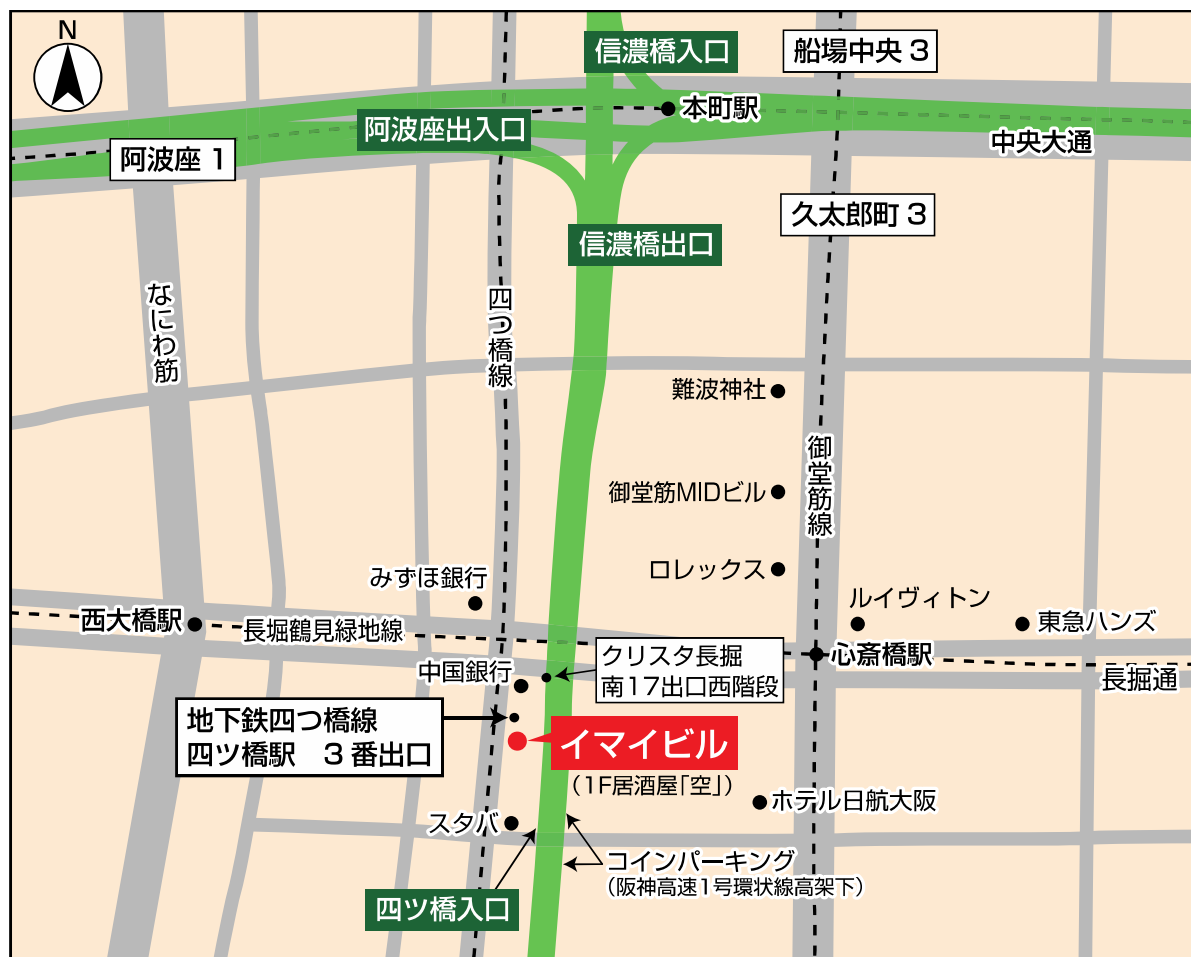 N
信濃橋入口
船場中央3
本町駅
阿波座出入口
阿波座1
中央大通
久太郎町3
信濃橋出口
なにわ筋
四つ橋線
難波神社
御堂筋線
御堂筋MIDビル
ロレックス
みずほ銀行
ルイヴィトン
西大橋駅
長堀鶴見緑地線
東急ハンズ
心斎橋駅
クリスタ長堀
南17出口西階段
中国銀行
長掘通
地下鉄四つ橋線
四ツ橋駅 3番出口
イマイビル
(1F居酒屋「空」)
ホテル日航大阪
スタバ
コインパーキング
(阪神高速1号環状線高架下)
四ツ橋入口